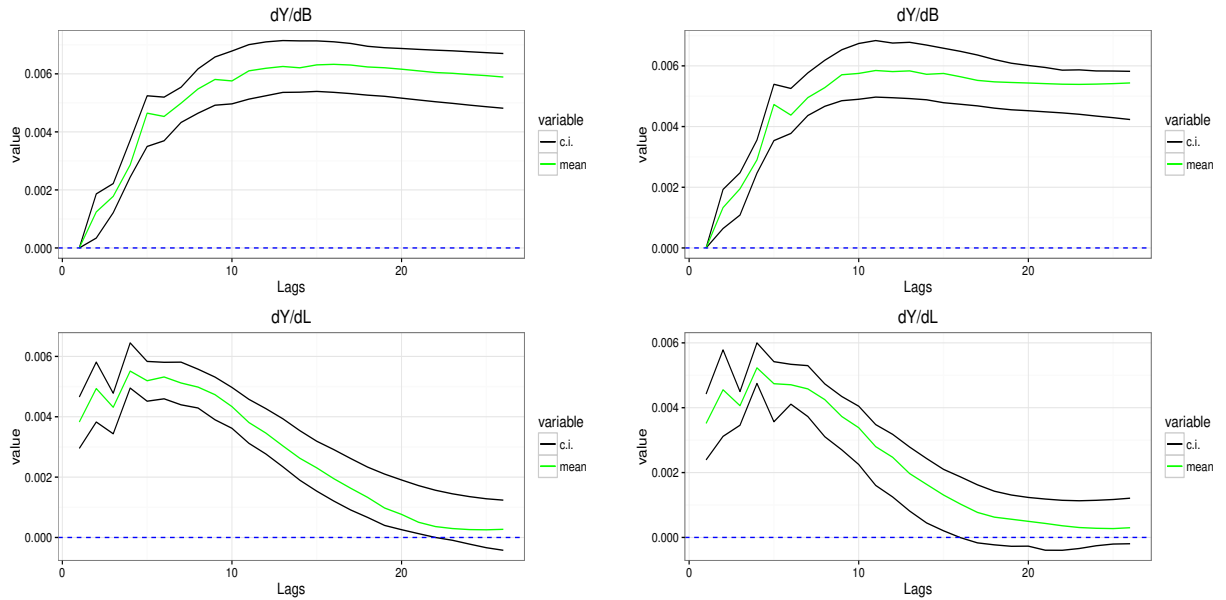 dY/dB
value
0.006
0.004
0.002
0.000
0
10
20
Lags
variable
c.i.
mean
dY/dB
value
0.006
0.004
0.002
0.000
0
10
20
Lags
variable
c.i.
mean
dY/dL
value
0.006
0.004
0.002
0.000
0
10
20
Lags
variable
c.i.
mean
dY/dL
value
0.006
0.004
0.002
0.000
0
10
20
Lags
variable
c.i.
mean